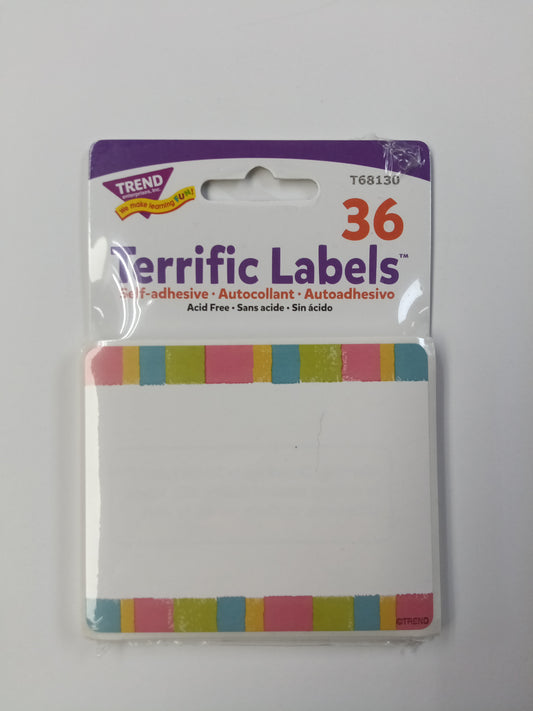 TREND
enterprises, Inc.
We make learning FUN!
T68130
36
Terrific Labels™
Self-adhesive • Autocollant • Autoadhesivo
Acid Free • Sans acide • Sin ácido
©TREND